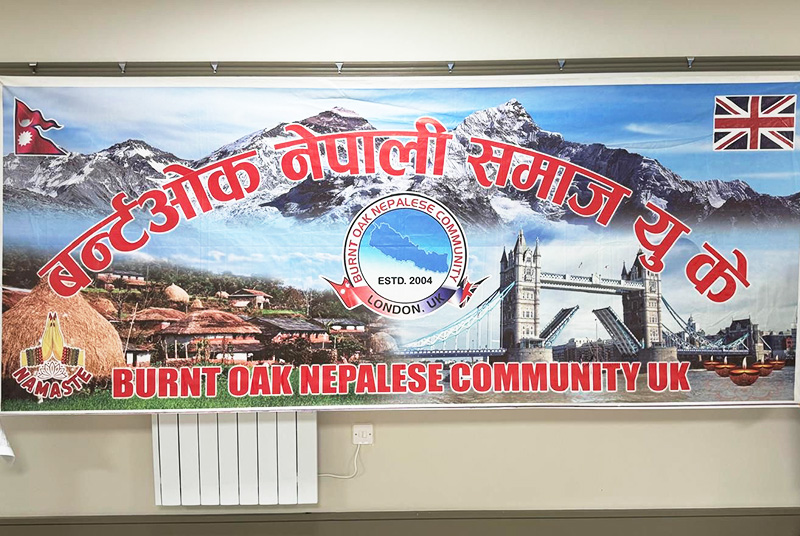 बर्न्टओक नेपाली समाज यु के
BURNT OAK NEPALESE COMMUNITY
ESTD. 2004
LONDON. UK
NAMASTE
BURNT OAK NEPALESE COMMUNITY UK